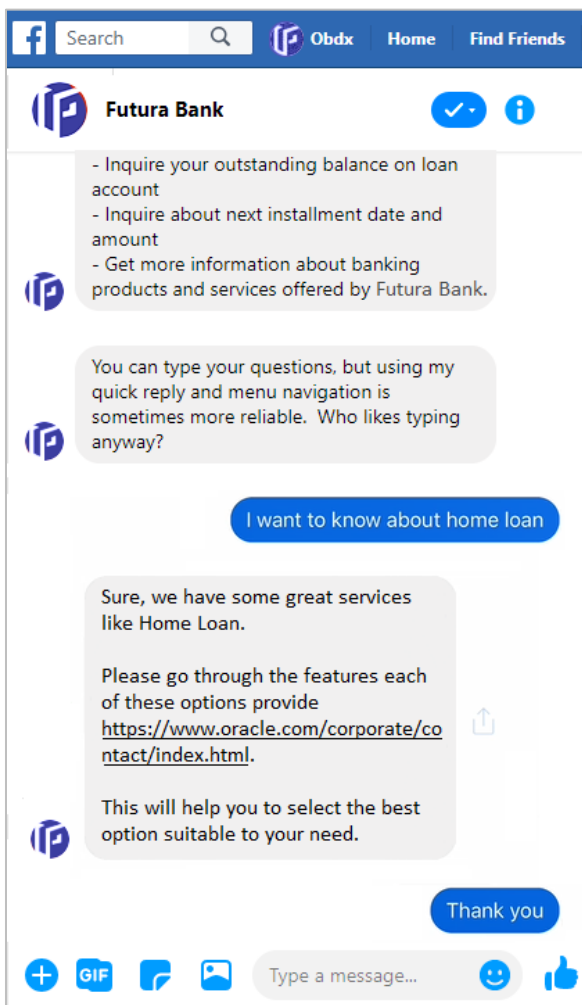 f Search Obdx Home Find Friends
Futura Bank
- Inquire your outstanding balance on loan
account
- Inquire about next installment date and
amount
- Get more information about banking
products and services offered by Futura Bank.
You can type your questions, but using my
quick reply and menu navigation is
sometimes more reliable.  Who likes typing
anyway?
I want to know about home loan
Sure, we have some great services
like Home Loan.
Please go through the features each
of these options provide
https://www.oracle.com/corporate/co
ntact/index.html.
This will help you to select the best
option suitable to your need.
Thank you
GIF Type a message...